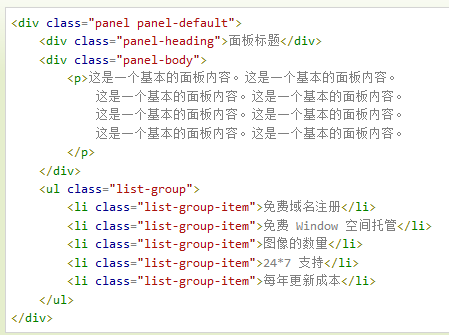 <div class="panel panel-default">
    <div class="panel-heading">面板标题</div>
    <div class="panel-body">
        <p>这是一个基本的面板内容。这是一个基本的面板内容。
            这是一个基本的面板内容。这是一个基本的面板内容。
            这是一个基本的面板内容。这是一个基本的面板内容。
            这是一个基本的面板内容。这是一个基本的面板内容。
        </p>
    </div>
    <ul class="list-group">
        <li class="list-group-item">免费域名注册</li>
        <li class="list-group-item">免费 Window 空间托管</li>
        <li class="list-group-item">图像的数量</li>
        <li class="list-group-item">24*7 支持</li>
        <li class="list-group-item">每年更新成本</li>
    </ul>
</div>